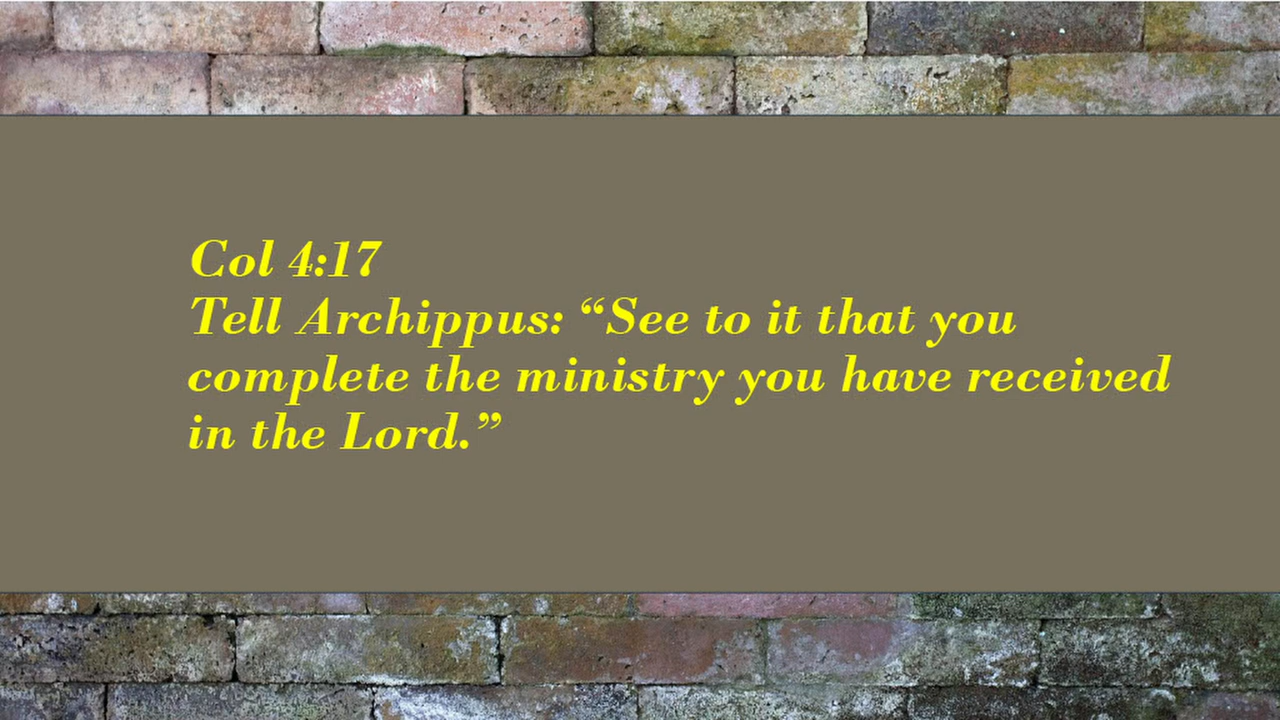 Col 4:17
Tell Archippus: “See to it that you
complete the ministry you have received
in the Lord.”